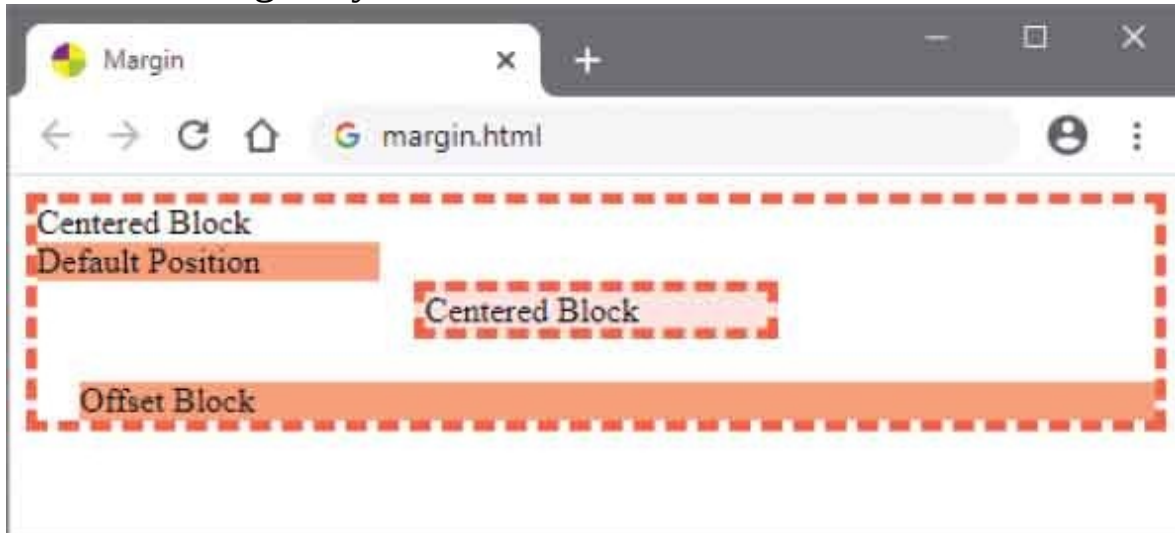 Margin
margin.html
Centered Block
Default Position
Centered Block
Offset Block